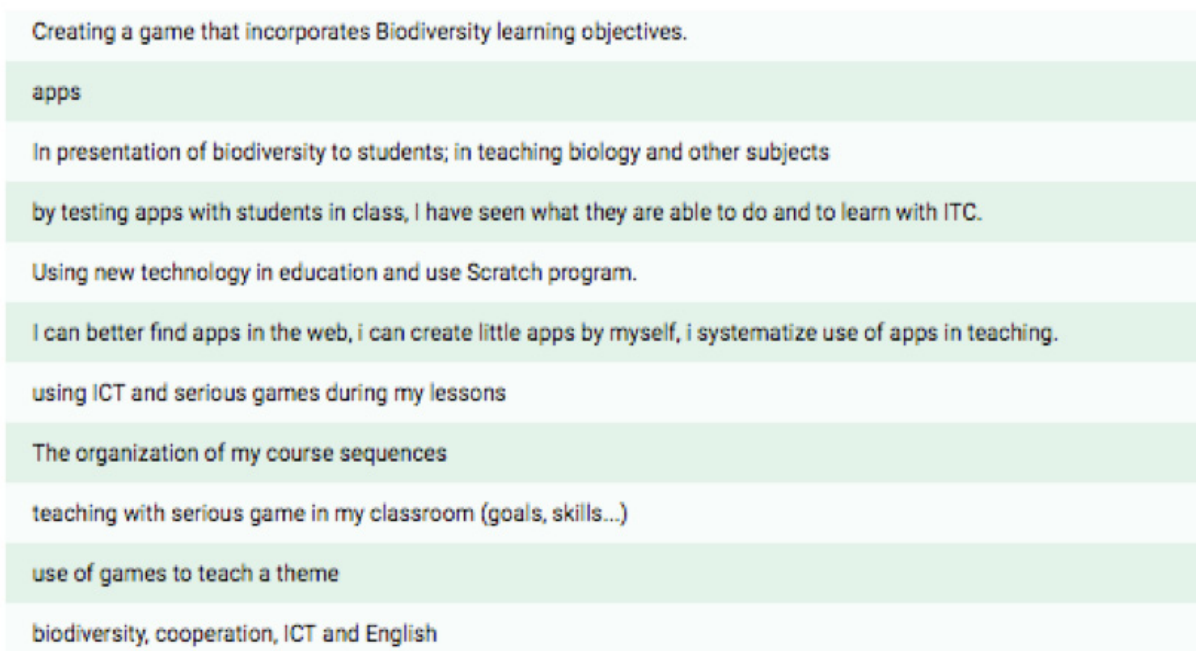 Creating a game that incorporates Biodiversity learning objectives.
apps
In presentation of biodiversity to students; in teaching biology and other subjects
by testing apps with students in class, I have seen what they are able to do and to learn with ITC.
Using new technology in education and use Scratch program.
I can better find apps in the web, i can create little apps by myself, i systematize use of apps in teaching.
using ICT and serious games during my lessons
The organization of my course sequences
teaching with serious game in my classroom (goals, skills...)
use of games to teach a theme
biodiversity, cooperation, ICT and English